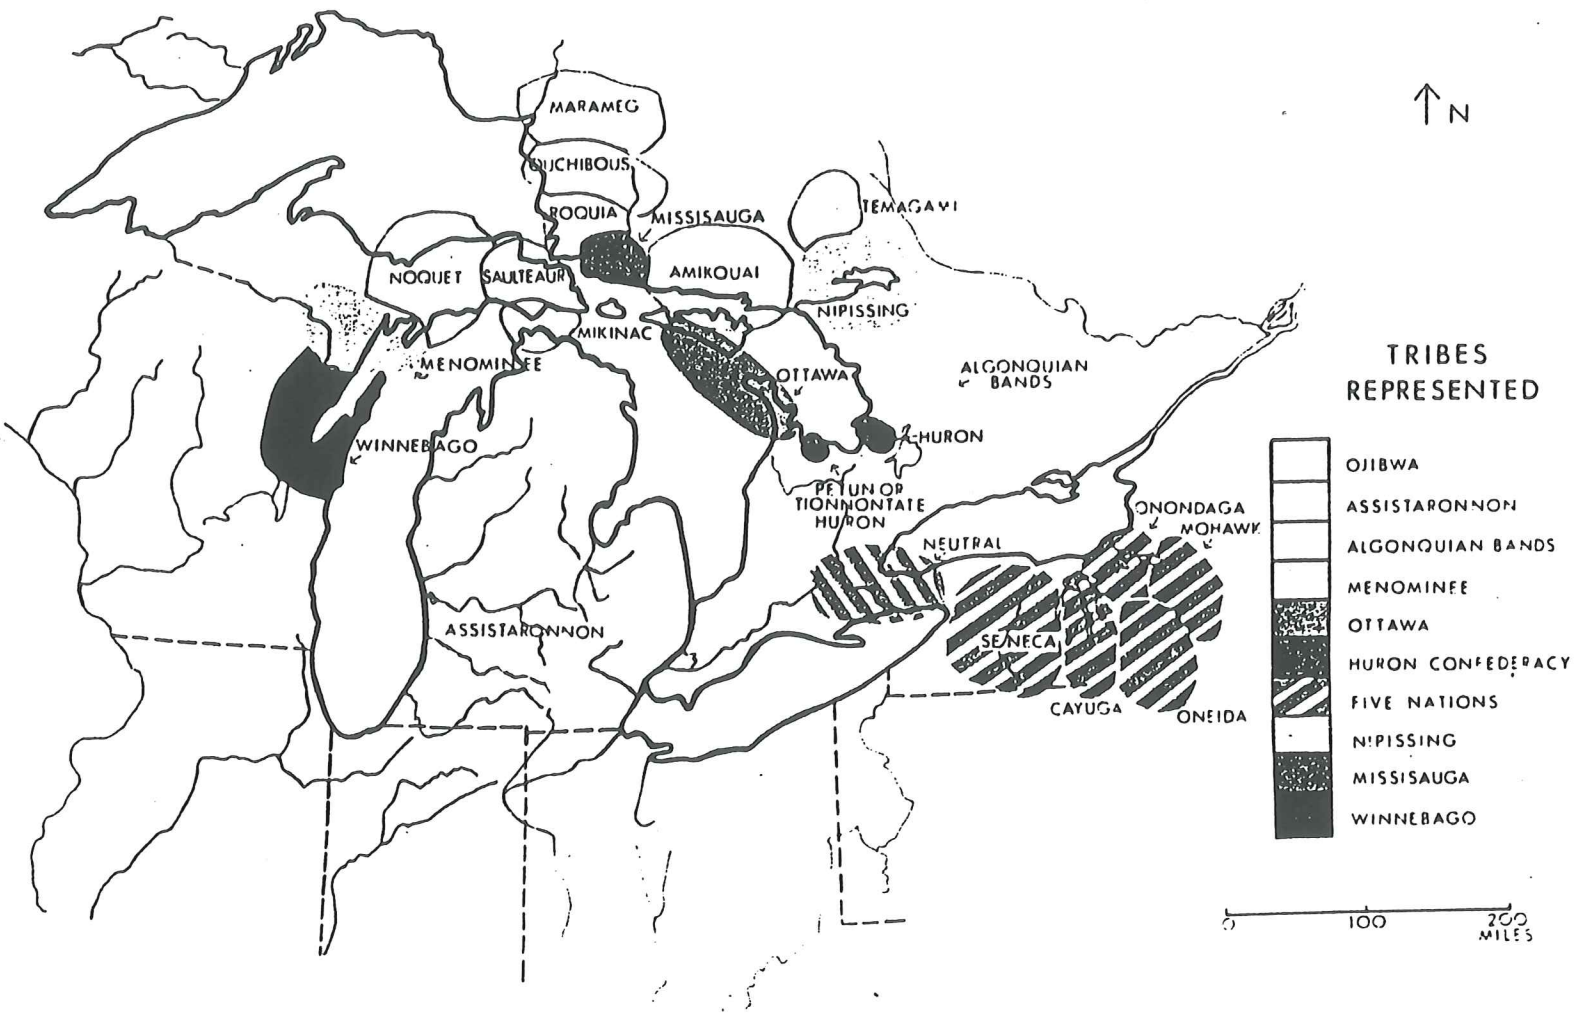 MARAMEG
OUCHIBOUS
ROQUIA
MISSISAUGA
TEMAGAMI
NOQUET
SAULTEAUR
AMIKOUAI
NIPISSING
MIKINAC
MENOMINEE
OTTAWA
ALGONQUIAN
BANDS
WINNEBAGO
HURON
PETUN OR
TIONNONTATE
HURON
NEUTRAL
ONONDAGA
MOHAWK
ASSISTARONNON
SENECA
CAYUGA
ONEIDA
N
TRIBES
REPRESENTED
OJIBWA
ASSISTARONNON
ALGONQUIAN BANDS
MENOMINEE
OTTAWA
HURON CONFEDERACY
FIVE NATIONS
NIPISSING
MISSISAUGA
WINNEBAGO
0 100 200
MILES